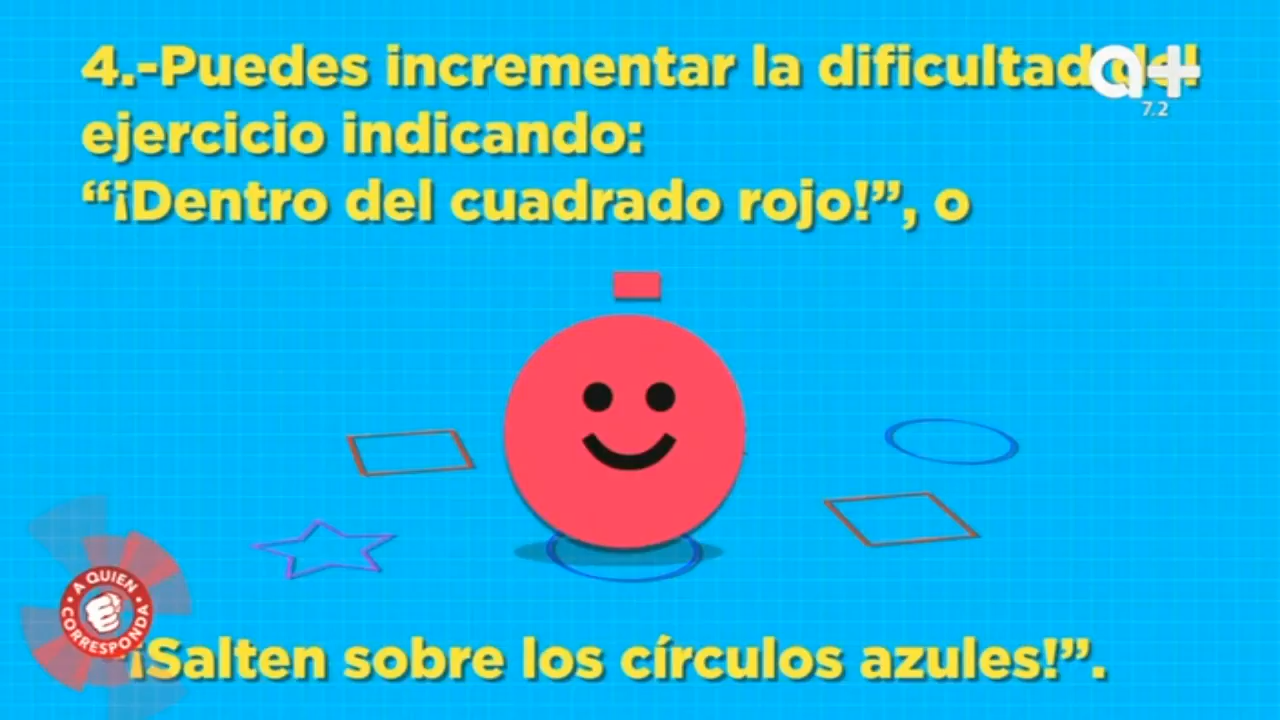 4.-Puedes incrementar la dificultad del
a+
7.2
ejercicio indicando:
“¡Dentro del cuadrado rojo!”, o
A QUIEN
CORRESPONDA
“¡Salten sobre los círculos azules!”.